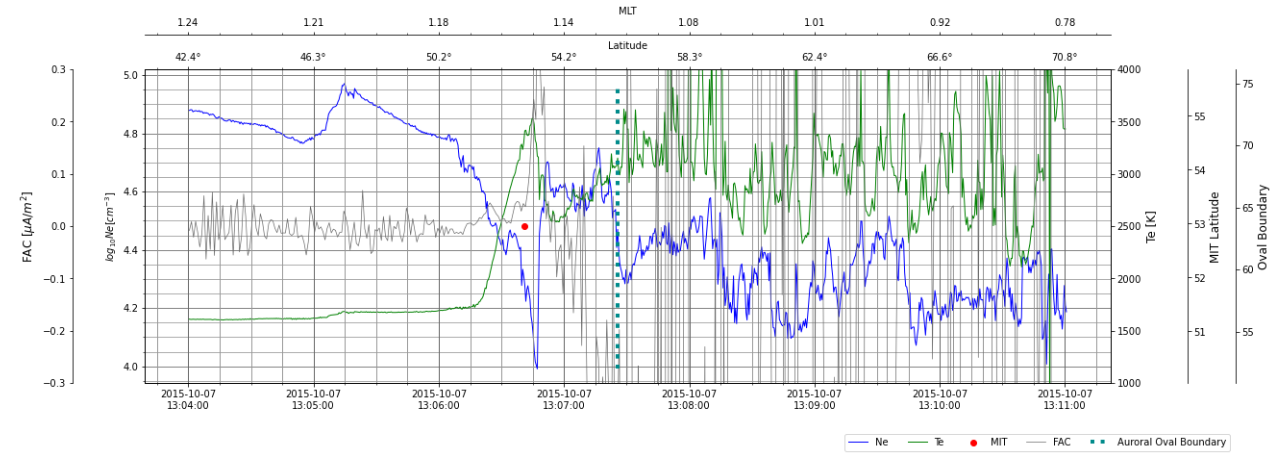 MLT
1.24 1.21 1.18 1.14 1.08 1.01 0.92 0.78
Latitude
42.4° 46.3° 50.2° 54.2° 58.3° 62.4° 66.6° 70.8°
FAC [μA/m²]
0.3
0.2
0.1
0.0
−0.1
−0.2
−0.3
log₁₀Ne[cm⁻³]
5.0
4.8
4.6
4.4
4.2
4.0
4000
3500
3000
2500
2000
1500
1000
Te [K]
55
54
53
52
51
MIT Latitude
75
70
65
60
55
Oval Boundary
2015-10-07 2015-10-07 2015-10-07 2015-10-07 2015-10-07 2015-10-07 2015-10-07 2015-10-07
13:04:00 13:05:00 13:06:00 13:07:00 13:08:00 13:09:00 13:10:00 13:11:00
Ne Te MIT FAC Auroral Oval Boundary